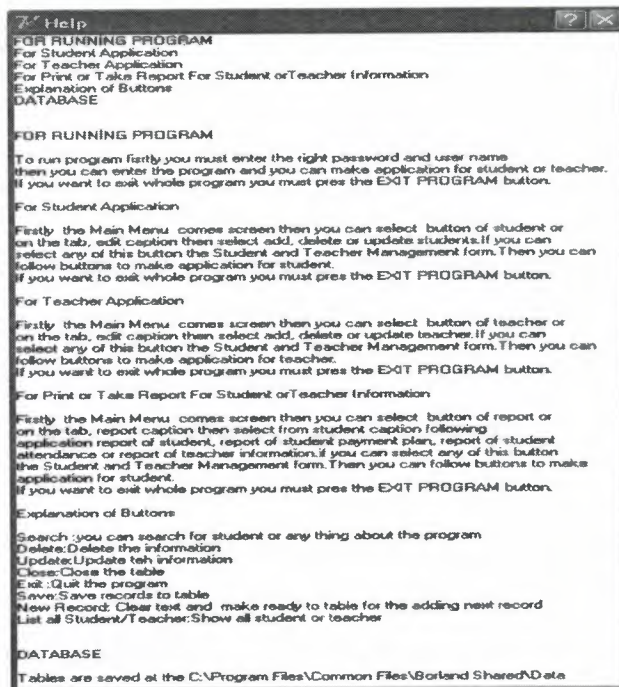 Help
FOR RUNNING PROGRAM
For Student Application
For Teacher Application
For Print or Take Report For Student orTeacher Information
Explanation of Buttons
DATABASE
FOR RUNNING PROGRAM
To run program fisrtly you must enter the right password and user name
then you can enter the program and you can make application for student or teacher.
If you want to exit whole program you must pres the EXIT PROGRAM button.
For Student Application
Firstly the Main Menu comes screen then you can select button of student or
on the tab, edit caption then select add, delete or update students.If you can
select any of this button the Student and Teacher Management form.Then you can
follow buttons to make application for student.
If you want to exit whole program you must pres the EXIT PROGRAM button.
For Teacher Application
Firstly the Main Menu comes screen then you can select button of teacher or
on the tab, edit caption then select add, delete or update teacher.If you can
select any of this button the Student and Teacher Management form.Then you can
follow buttons to make application for teacher.
If you want to exit whole program you must pres the EXIT PROGRAM button.
For Print or Take Report For Student orTeacher Information
Firstly the Main Menu comes screen then you can select button of report or
on the tab, report caption then select from student caption following
application report of student, report of student payment plan, report of student
attendance or report of teacher information.if you can select any of this button
the Student and Teacher Management form.Then you can follow buttons to make
application for student.
If you want to exit whole program you must pres the EXIT PROGRAM button.
Explanation of Buttons
Search :you can search for student or any thing about the program
Delete:Delete the information
Update:Update teh information
Close:Close the table
Exit :Quit the program
Save:Save records to table
New Record: Clear text and make ready to table for the adding next record
List all Student/Teacher:Show all student or teacher
DATABASE
Tables are saved at the C:\Program Files\Common Files\Borland Shared\Data